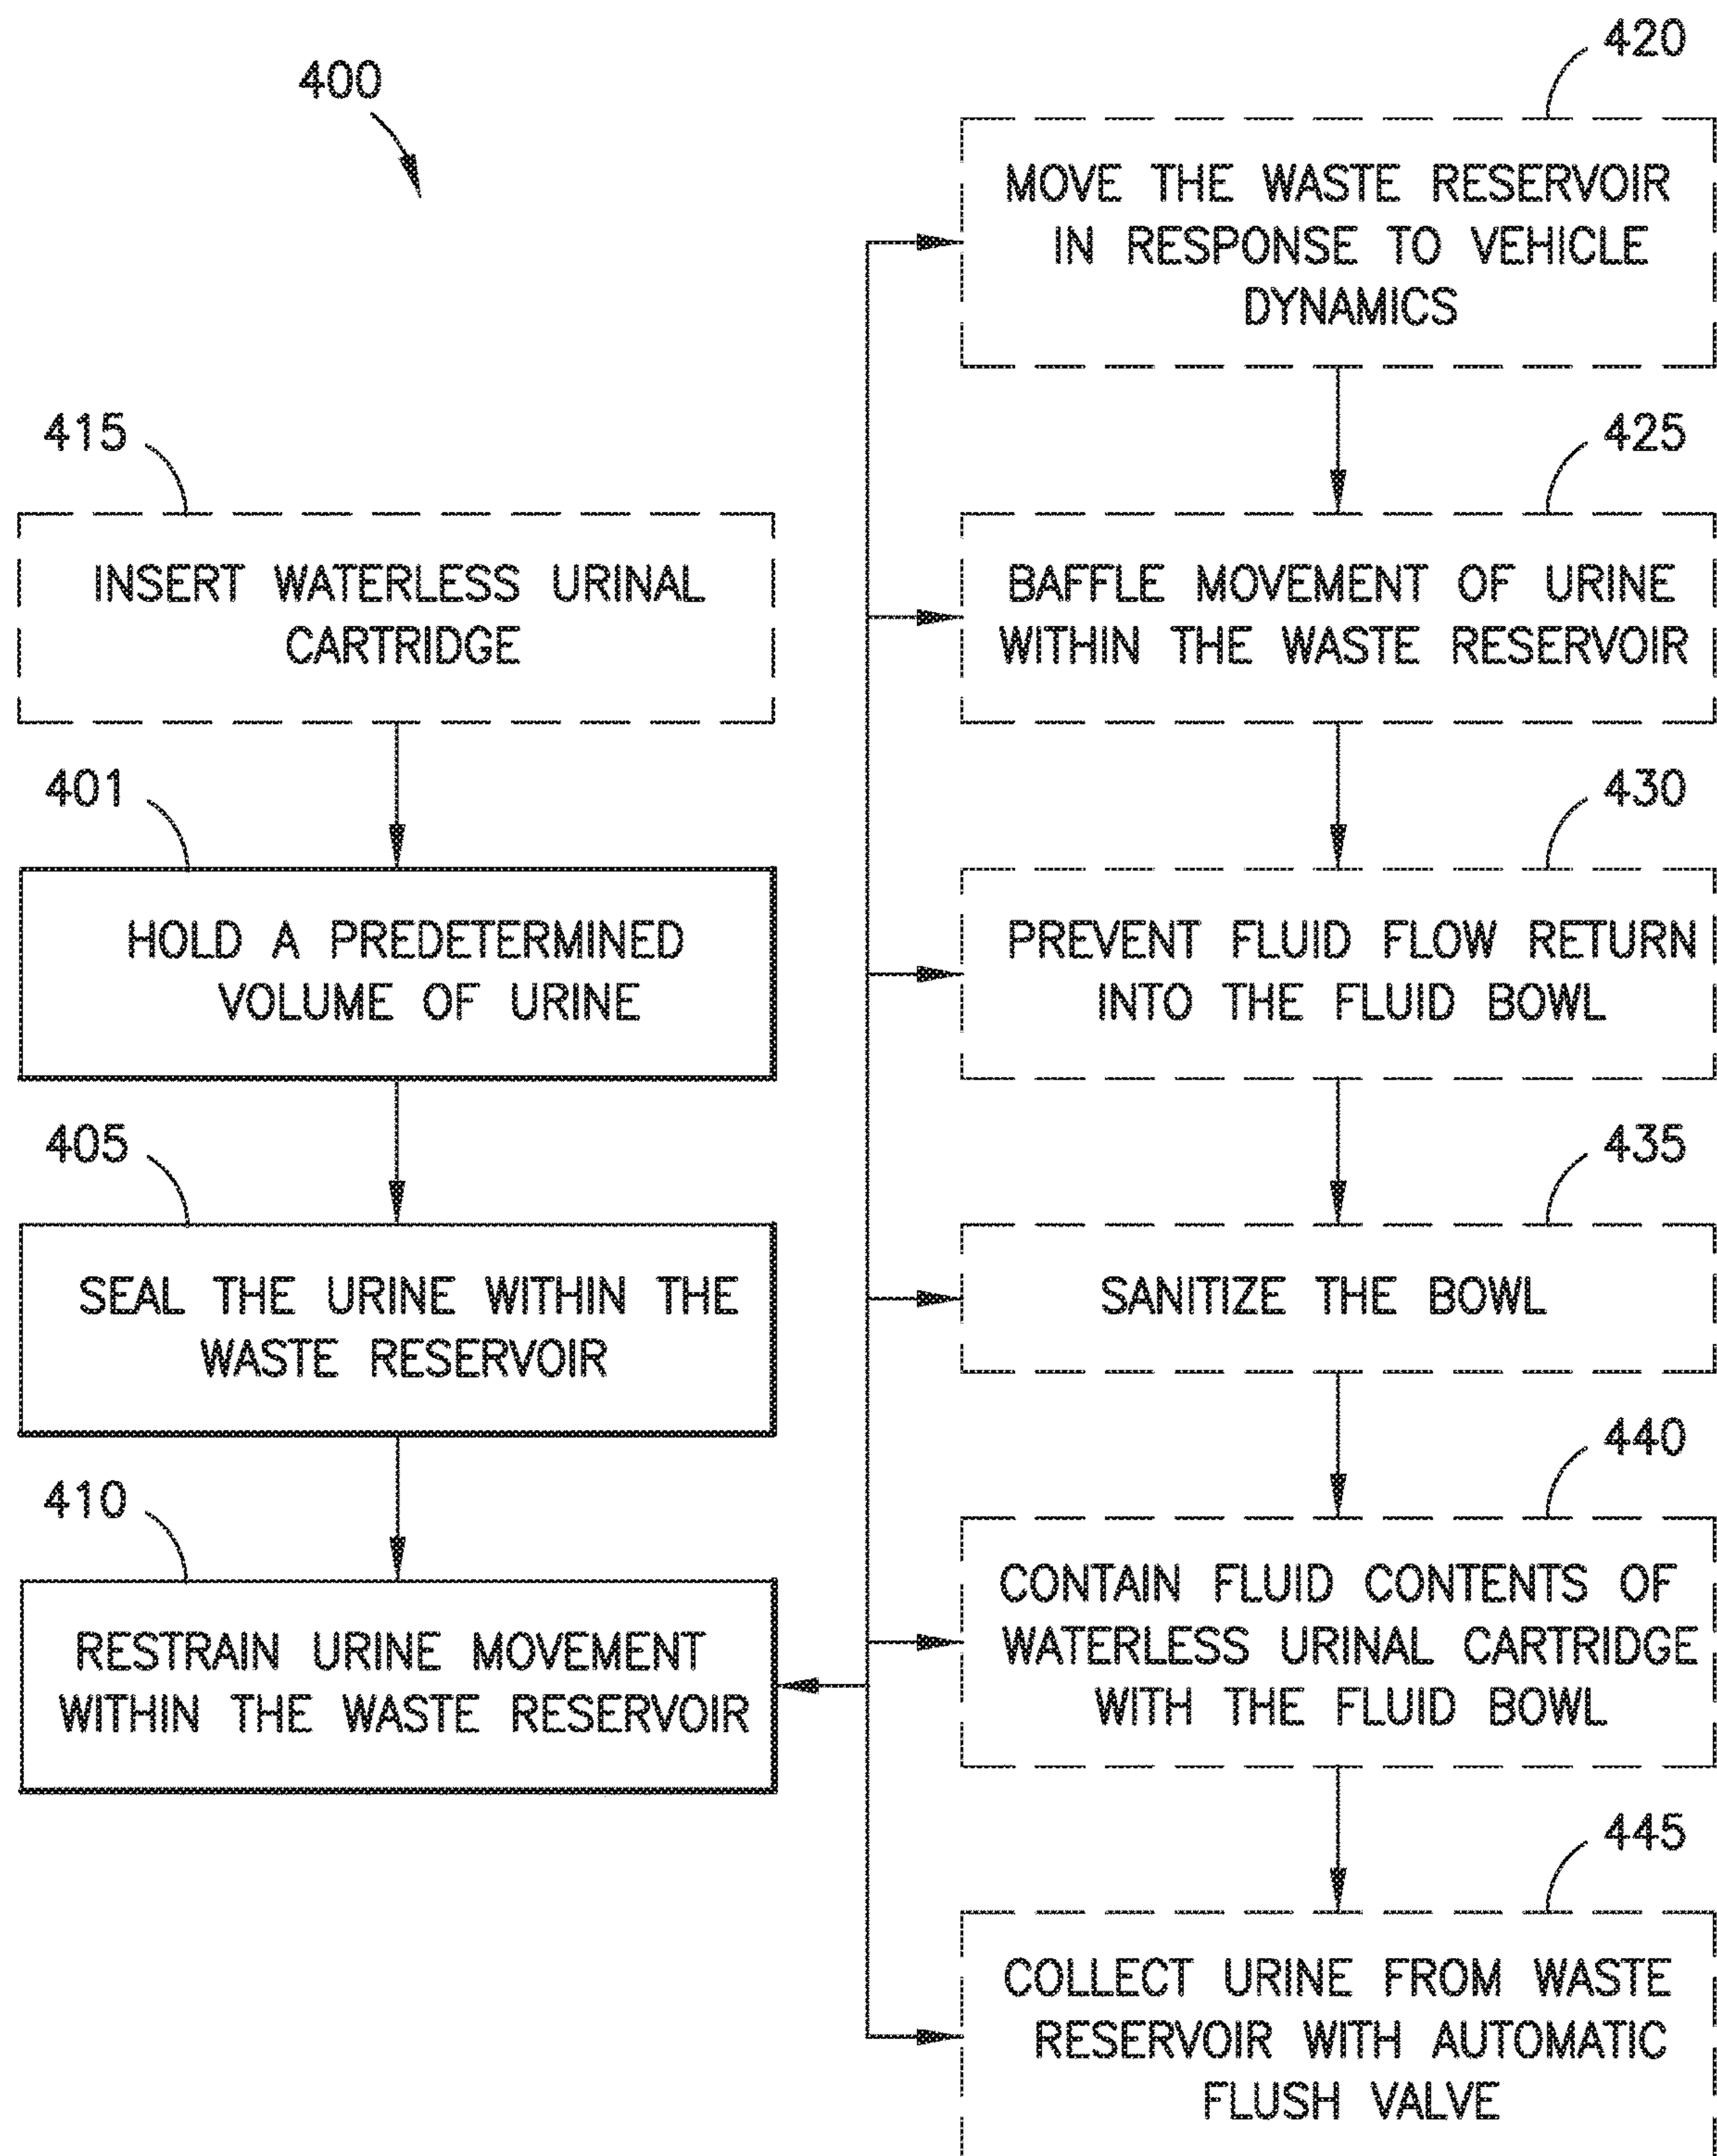 400
415
INSERT WATERLESS URINAL
CARTRIDGE
401
HOLD A PREDETERMINED
VOLUME OF URINE
405
SEAL THE URINE WITHIN THE
WASTE RESERVOIR
410
RESTRAIN URINE MOVEMENT
WITHIN THE WASTE RESERVOIR
420
MOVE THE WASTE RESERVOIR
IN RESPONSE TO VEHICLE
DYNAMICS
425
BAFFLE MOVEMENT OF URINE
WITHIN THE WASTE RESERVOIR
430
PREVENT FLUID FLOW RETURN
INTO THE FLUID BOWL
435
SANITIZE THE BOWL
440
CONTAIN FLUID CONTENTS OF
WATERLESS URINAL CARTRIDGE
WITH THE FLUID BOWL
445
COLLECT URINE FROM WASTE
RESERVOIR WITH AUTOMATIC
FLUSH VALVE